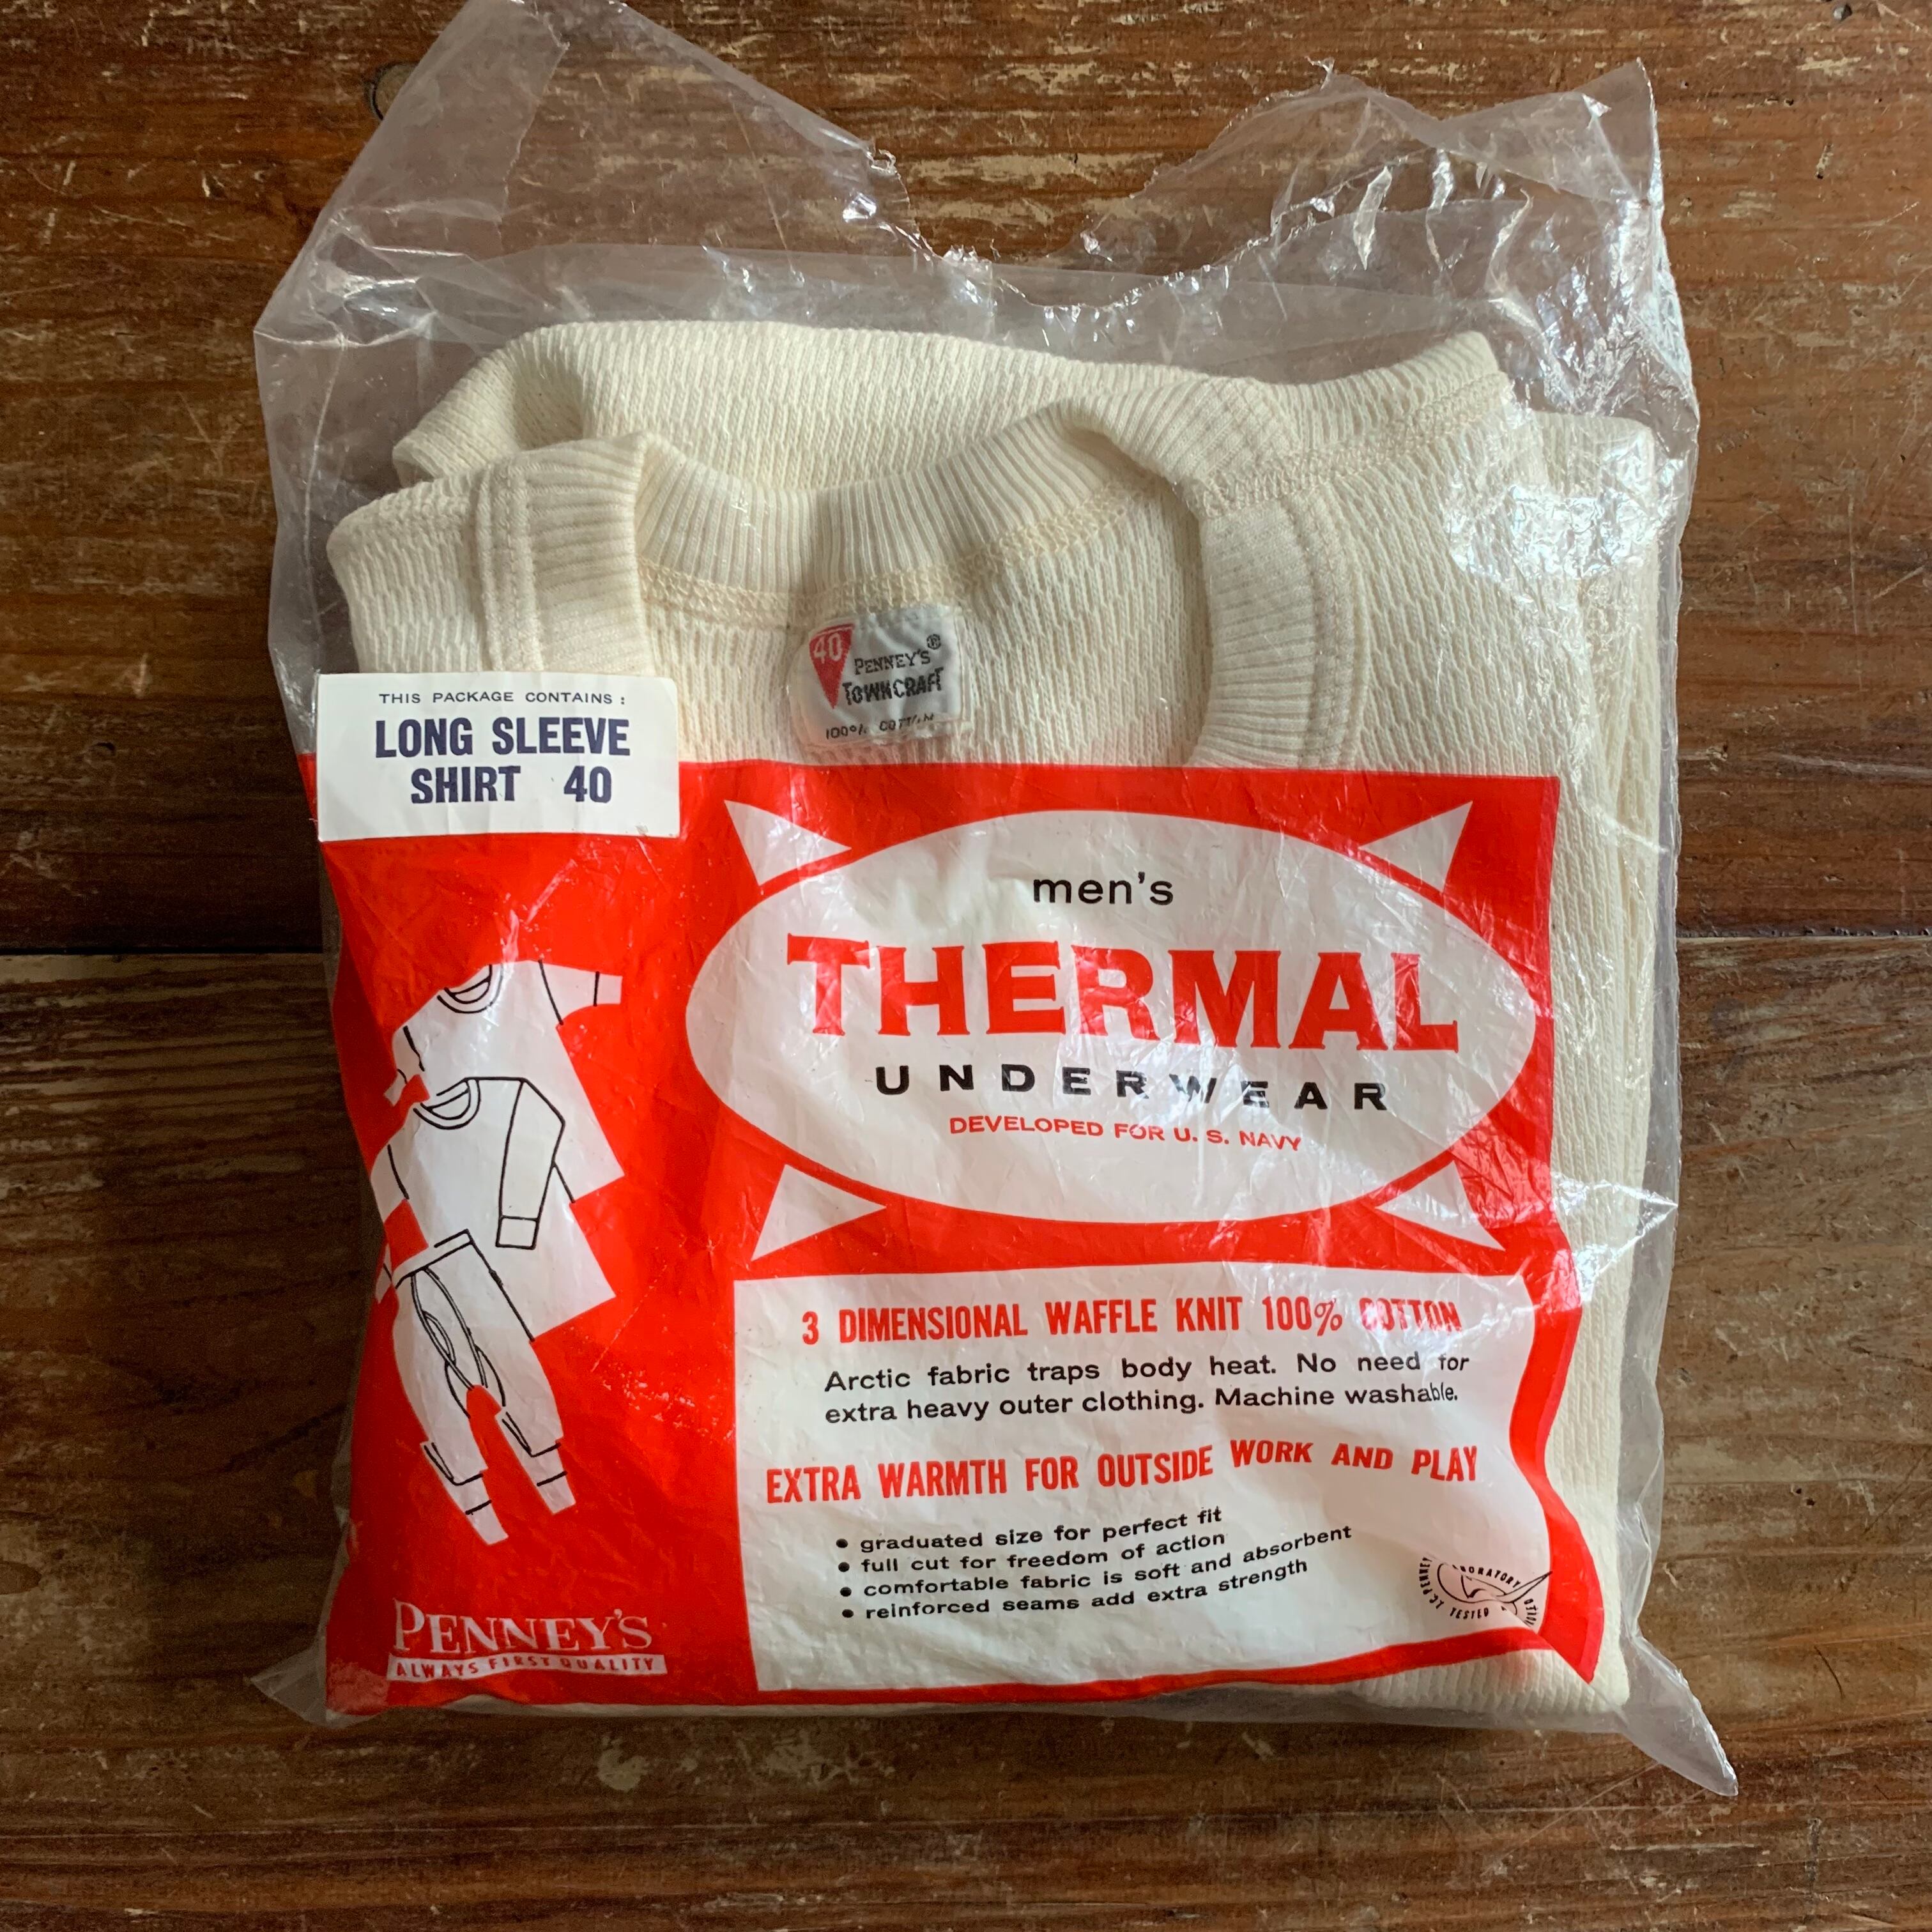 40
PENNEY'S®
TOWNCRAFT
100% COTTON
THIS PACKAGE CONTAINS:
LONG SLEEVE
SHIRT 40
men's
THERMAL
UNDERWEAR
DEVELOPED FOR U. S. NAVY
3 DIMENSIONAL WAFFLE KNIT 100% COTTON
Arctic fabric traps body heat. No need for
extra heavy outer clothing. Machine washable.
EXTRA WARMTH FOR OUTSIDE WORK AND PLAY
• graduated size for perfect fit
• full cut for freedom of action
• comfortable fabric is soft and absorbent
• reinforced seams add extra strength
PENNEY'S
ALWAYS FIRST QUALITY
TESTED